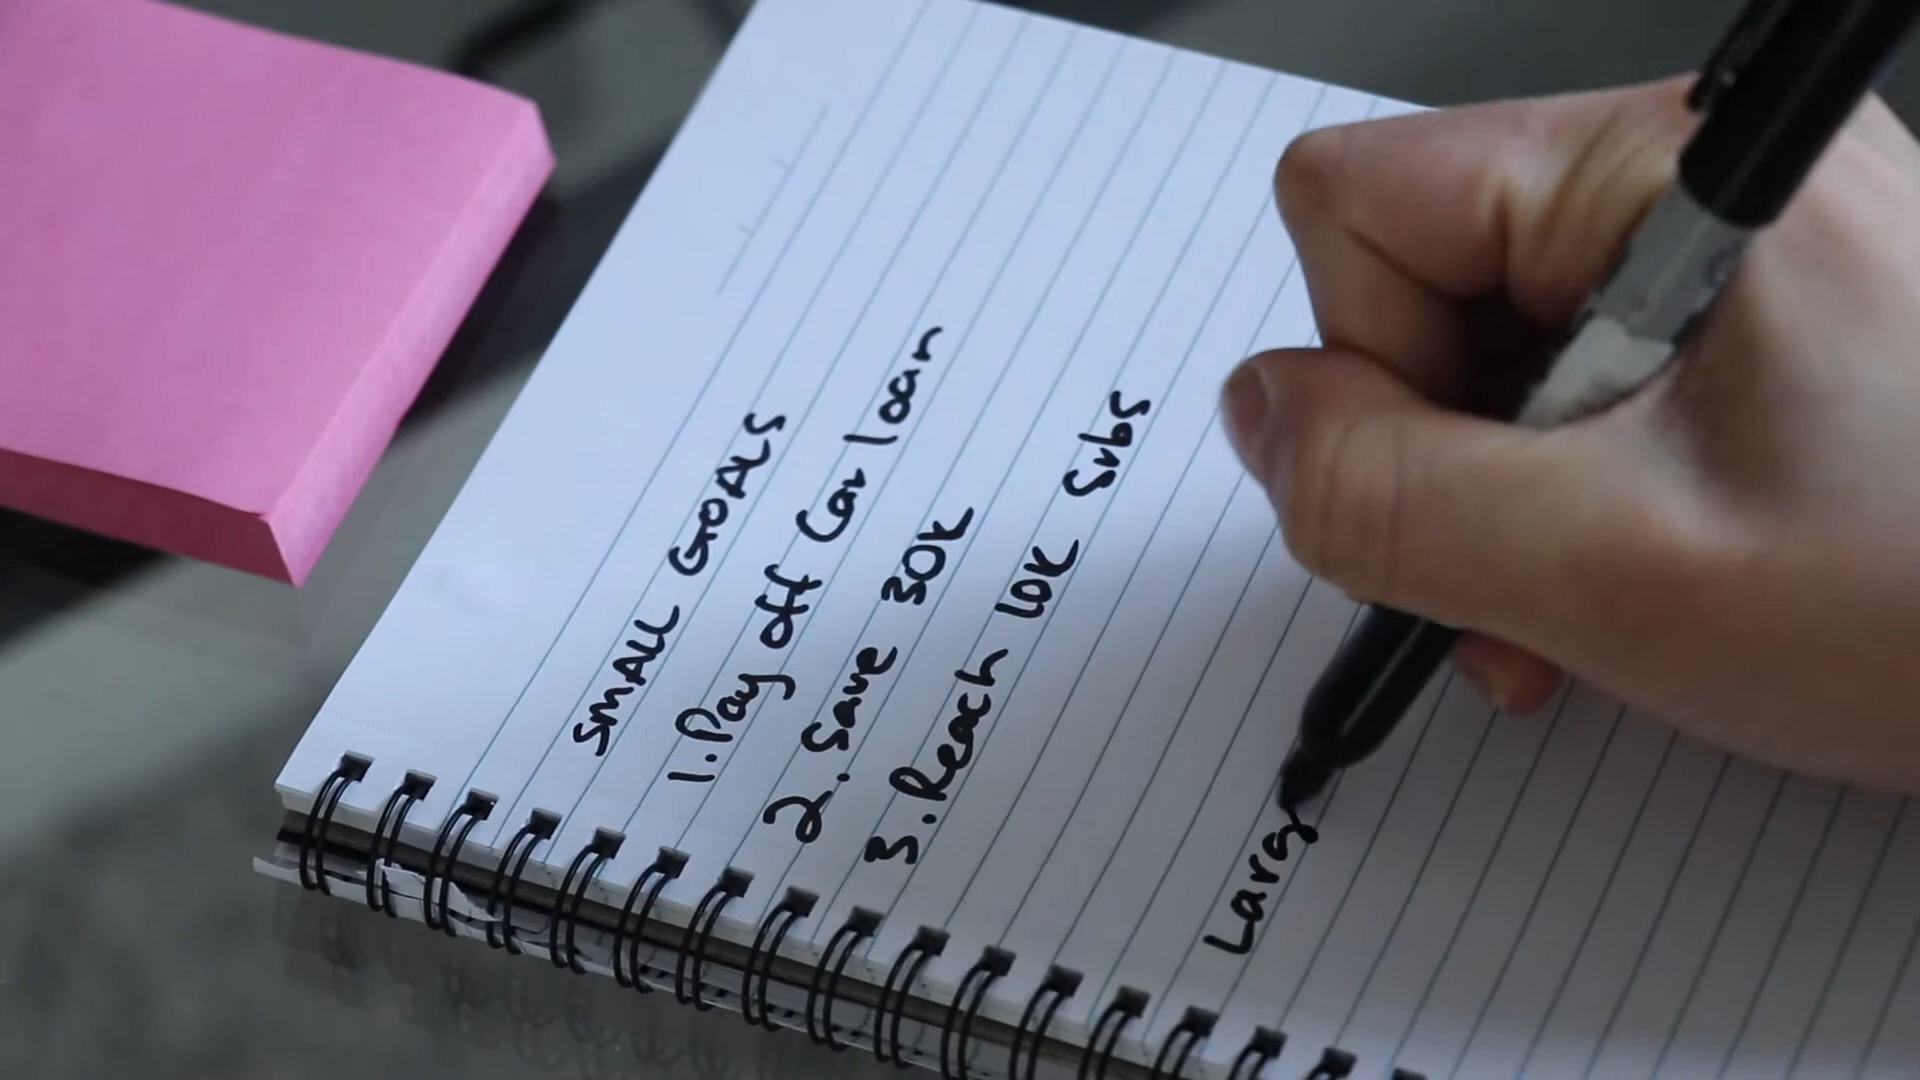 SMALL GOALS
1. Pay off Car loan
2. Save 30K
3. Reach 10K Subs
Larg